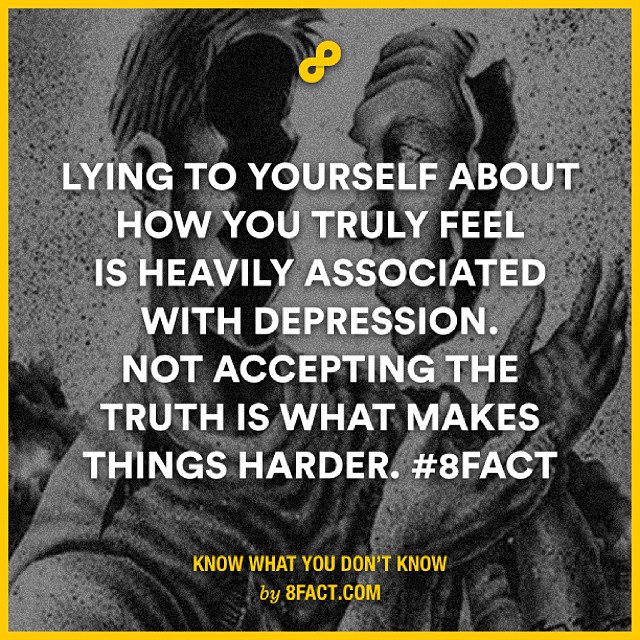 LYING TO YOURSELF ABOUT
HOW YOU TRULY FEEL
IS HEAVILY ASSOCIATED
WITH DEPRESSION.
NOT ACCEPTING THE
TRUTH IS WHAT MAKES
THINGS HARDER. #8FACT
KNOW WHAT YOU DON'T KNOW
by 8FACT.COM